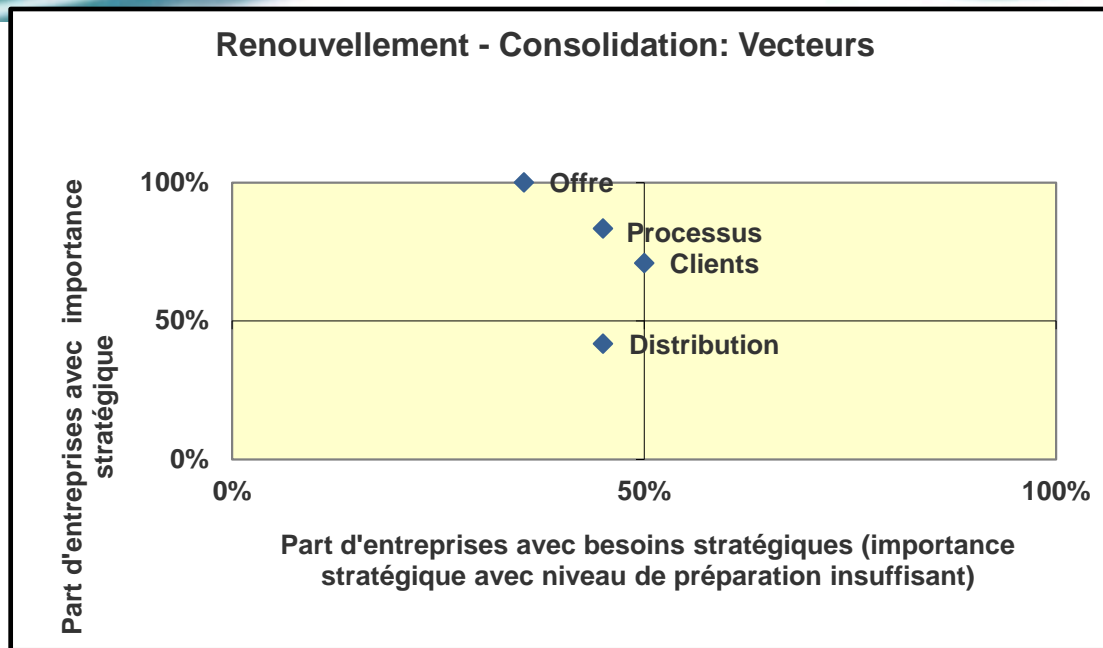 Renouvellement - Consolidation: Vecteurs
Part d'entreprises avec importance
stratégique
100%
50%
0%
Offre
Processus
Clients
Distribution
0%
50%
100%
Part d'entreprises avec besoins stratégiques (importance
stratégique avec niveau de préparation insuffisant)